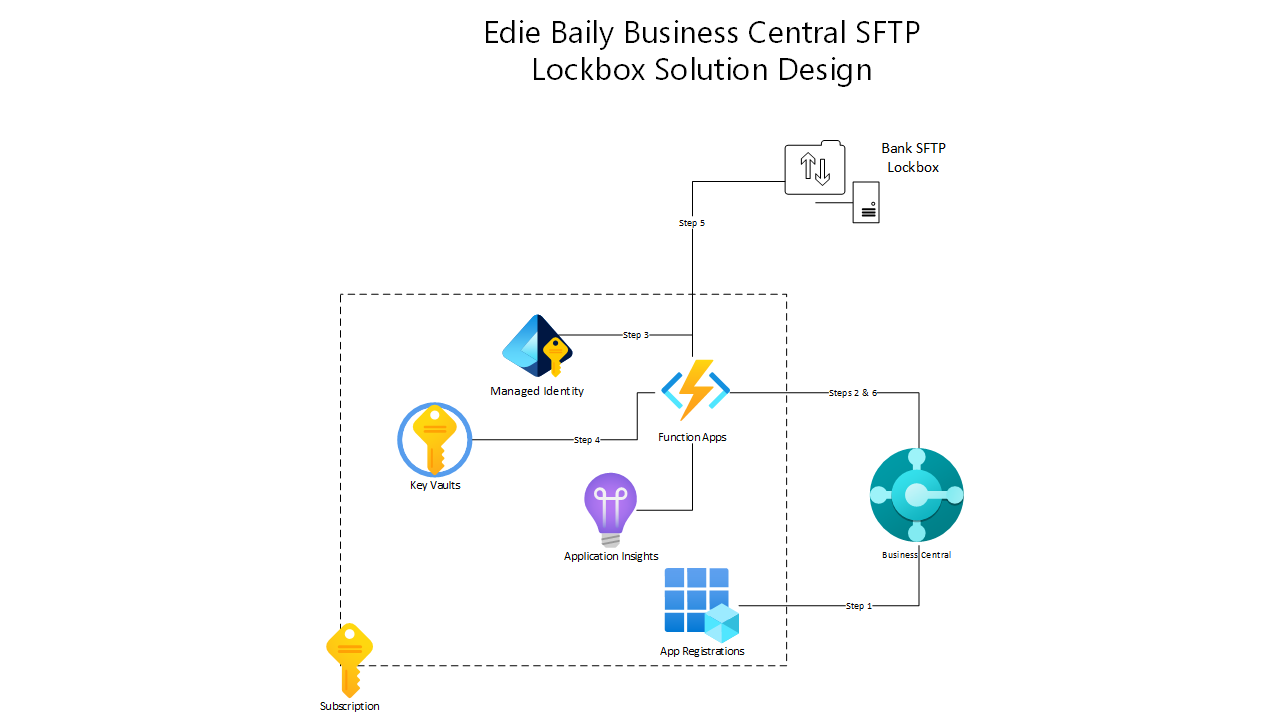 Edie Baily Business Central SFTP
Lockbox Solution Design
Bank SFTP
Lockbox
Step 5
Step 3
Managed Identity
Steps 2 & 6
Function Apps
Step 4
Key Vaults
Application Insights
Business Central
Step 1
App Registrations
Subscription